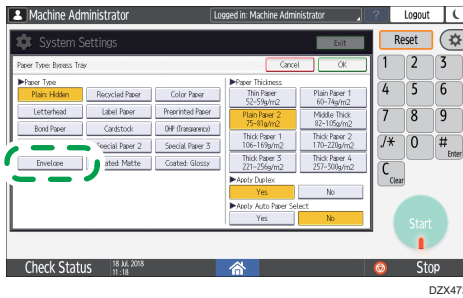 Machine Administrator
Logged in: Machine Admini
?
Logout
System Settings
Exit
Reset
Paper Type: Bypass Tray
Cancel
OK
▶Paper Type
Plain: Hidden
Recycled Paper
Color Paper
Letterhead
Label Paper
Preprinted Paper
Bond Paper
Cardstock
OHP (Transparency)
Special Paper 2
Special Paper 3
Envelope
Coated: Glossy
▶Paper Thickness
Thin Paper
52-59g/m2
Plain Paper 1
60-74g/m2
Plain Paper 2
75-81g/m2
Middle Thick
82-105g/m2
Thick Paper 1
106-169g/m2
Thick Paper 2
170-220g/m2
Thick Paper 3
221-256g/m2
Thick Paper 4
257-300g/m2
▶Apply Duplex
Yes
No
▶Apply Auto Paper Select
Yes
No
1
2
3
4
5
6
7
8
9
./*
0
#
Enter
C
Clear
Start
Check Status
18 Jul. 2018
11:18
Stop
DZX47